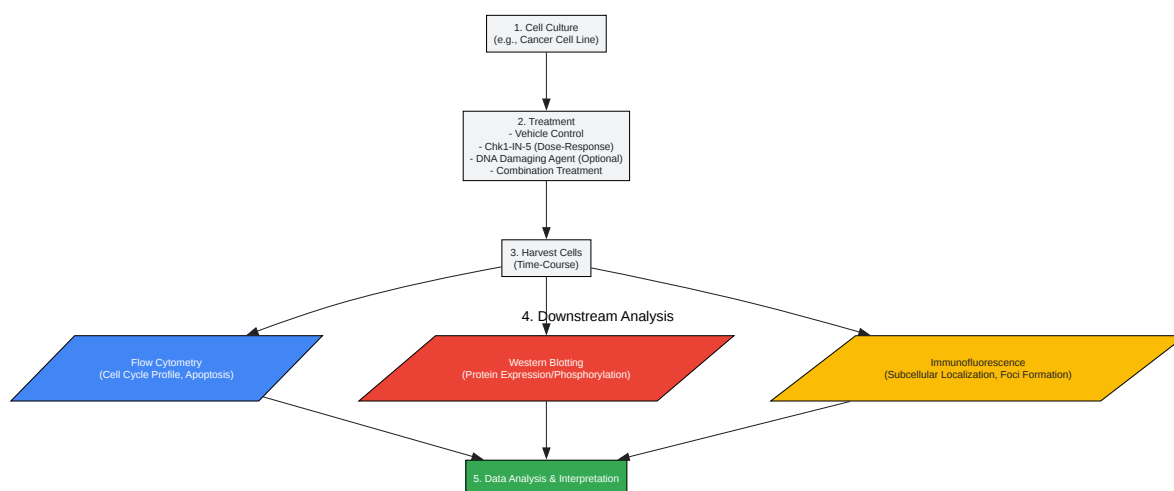 1. Cell Culture
(e.g., Cancer Cell Line)
2. Treatment
- Vehicle Control
- Chk1-IN-5 (Dose-Response)
- DNA Damaging Agent (Optional)
- Combination Treatment
3. Harvest Cells
(Time-Course)
4. Downstream Analysis
Flow Cytometry
(Cell Cycle Profile, Apoptosis)
Western Blotting
(Protein Expression/Phosphorylation)
Immunofluorescence
(Subcellular Localization, Foci Formation)
5. Data Analysis & Interpretation